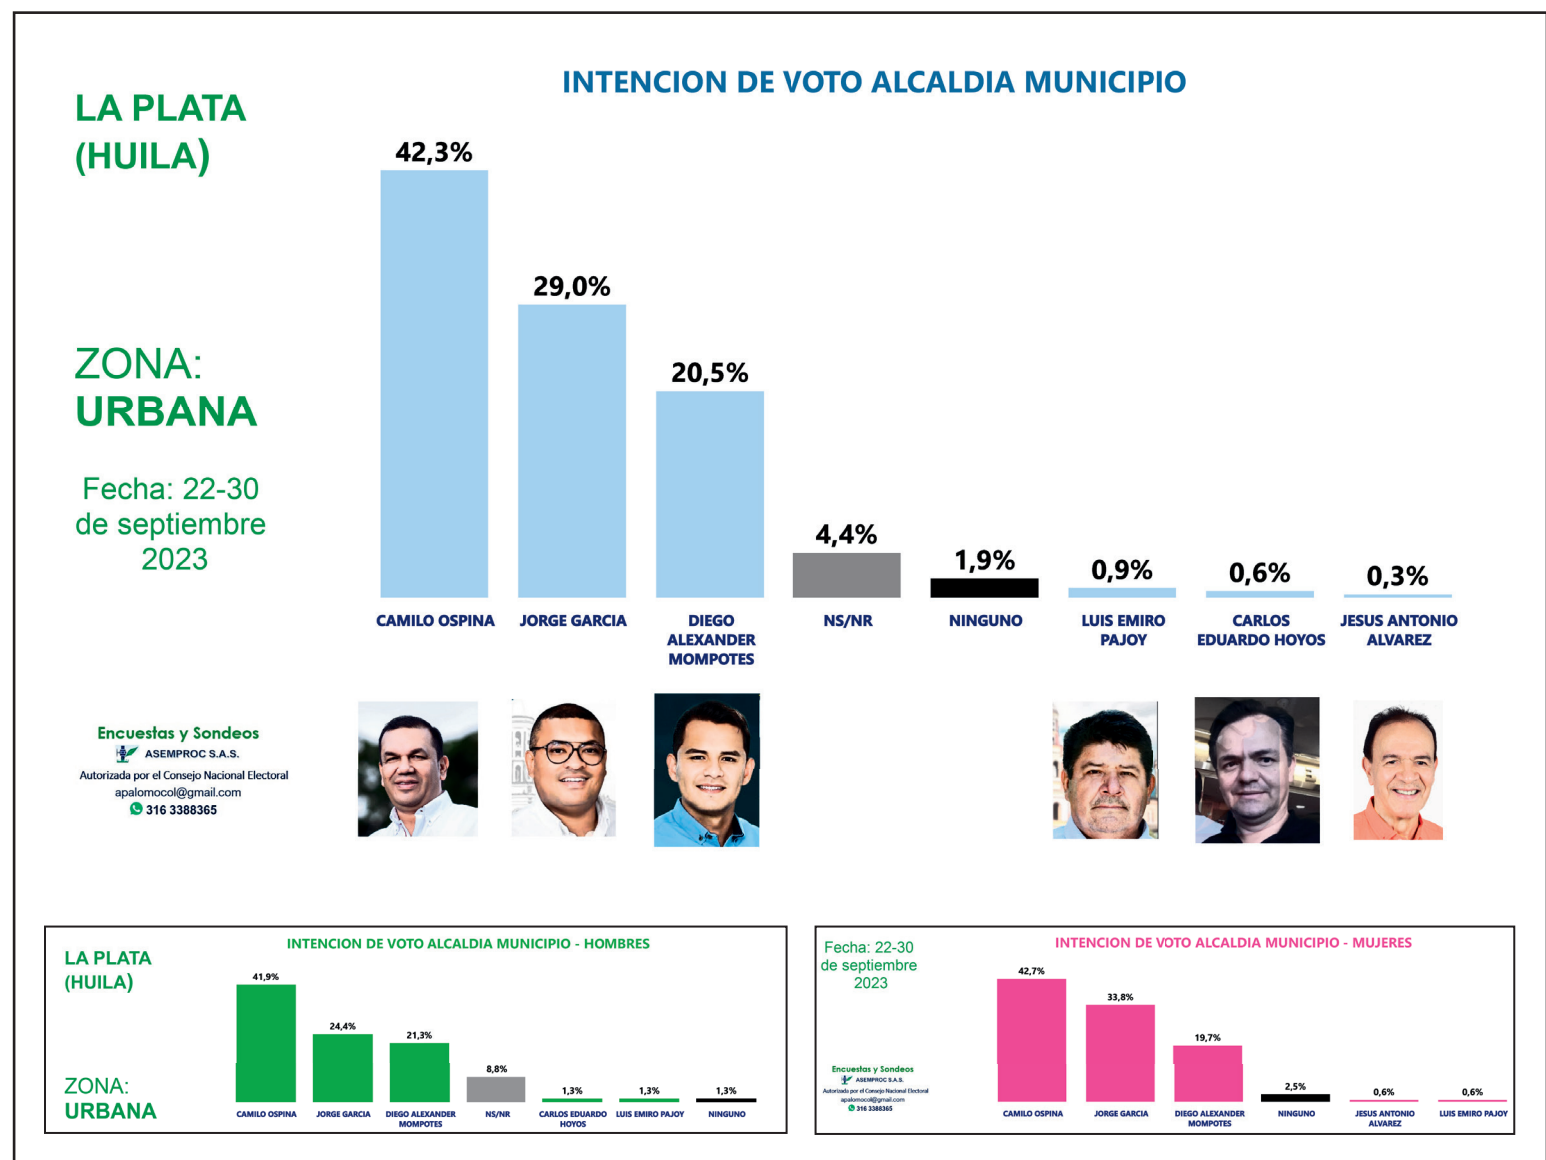 INTENCION DE VOTO ALCALDIA MUNICIPIO
LA PLATA
(HUILA)
ZONA:
URBANA
Fecha: 22-30
de septiembre
2023
42,3%
29,0%
20,5%
4,4%
1,9%
0,9%
0,6%
0,3%
CAMILO OSPINA
JORGE GARCIA
DIEGO
ALEXANDER
MOMPOTES
NS/NR
NINGUNO
LUIS EMIRO
PAJOY
CARLOS
EDUARDO HOYOS
JESUS ANTONIO
ALVAREZ
Encuestas y Sondeos
ASEMPROC S.A.S.
Autorizada por el Consejo Nacional Electoral
apalomocol@gmail.com
316 3388365
INTENCION DE VOTO ALCALDIA MUNICIPIO - HOMBRES
LA PLATA
(HUILA)
ZONA:
URBANA
41,9%
24,4%
21,3%
8,8%
1,3%
1,3%
1,3%
CAMILO OSPINA
JORGE GARCIA
DIEGO ALEXANDER
MOMPOTES
NS/NR
CARLOS EDUARDO
HOYOS
LUIS EMIRO PAJOY
NINGUNO
INTENCION DE VOTO ALCALDIA MUNICIPIO - MUJERES
Fecha: 22-30
de septiembre
2023
Encuestas y Sondeos
ASEMPROC S.A.S.
Autorizada por el Consejo Nacional Electoral
apalomocol@gmail.com
316 3388365
42,7%
33,8%
19,7%
2,5%
0,6%
0,6%
CAMILO OSPINA
JORGE GARCIA
DIEGO ALEXANDER
MOMPOTES
NINGUNO
JESUS ANTONIO
ALVAREZ
LUIS EMIRO PAJOY